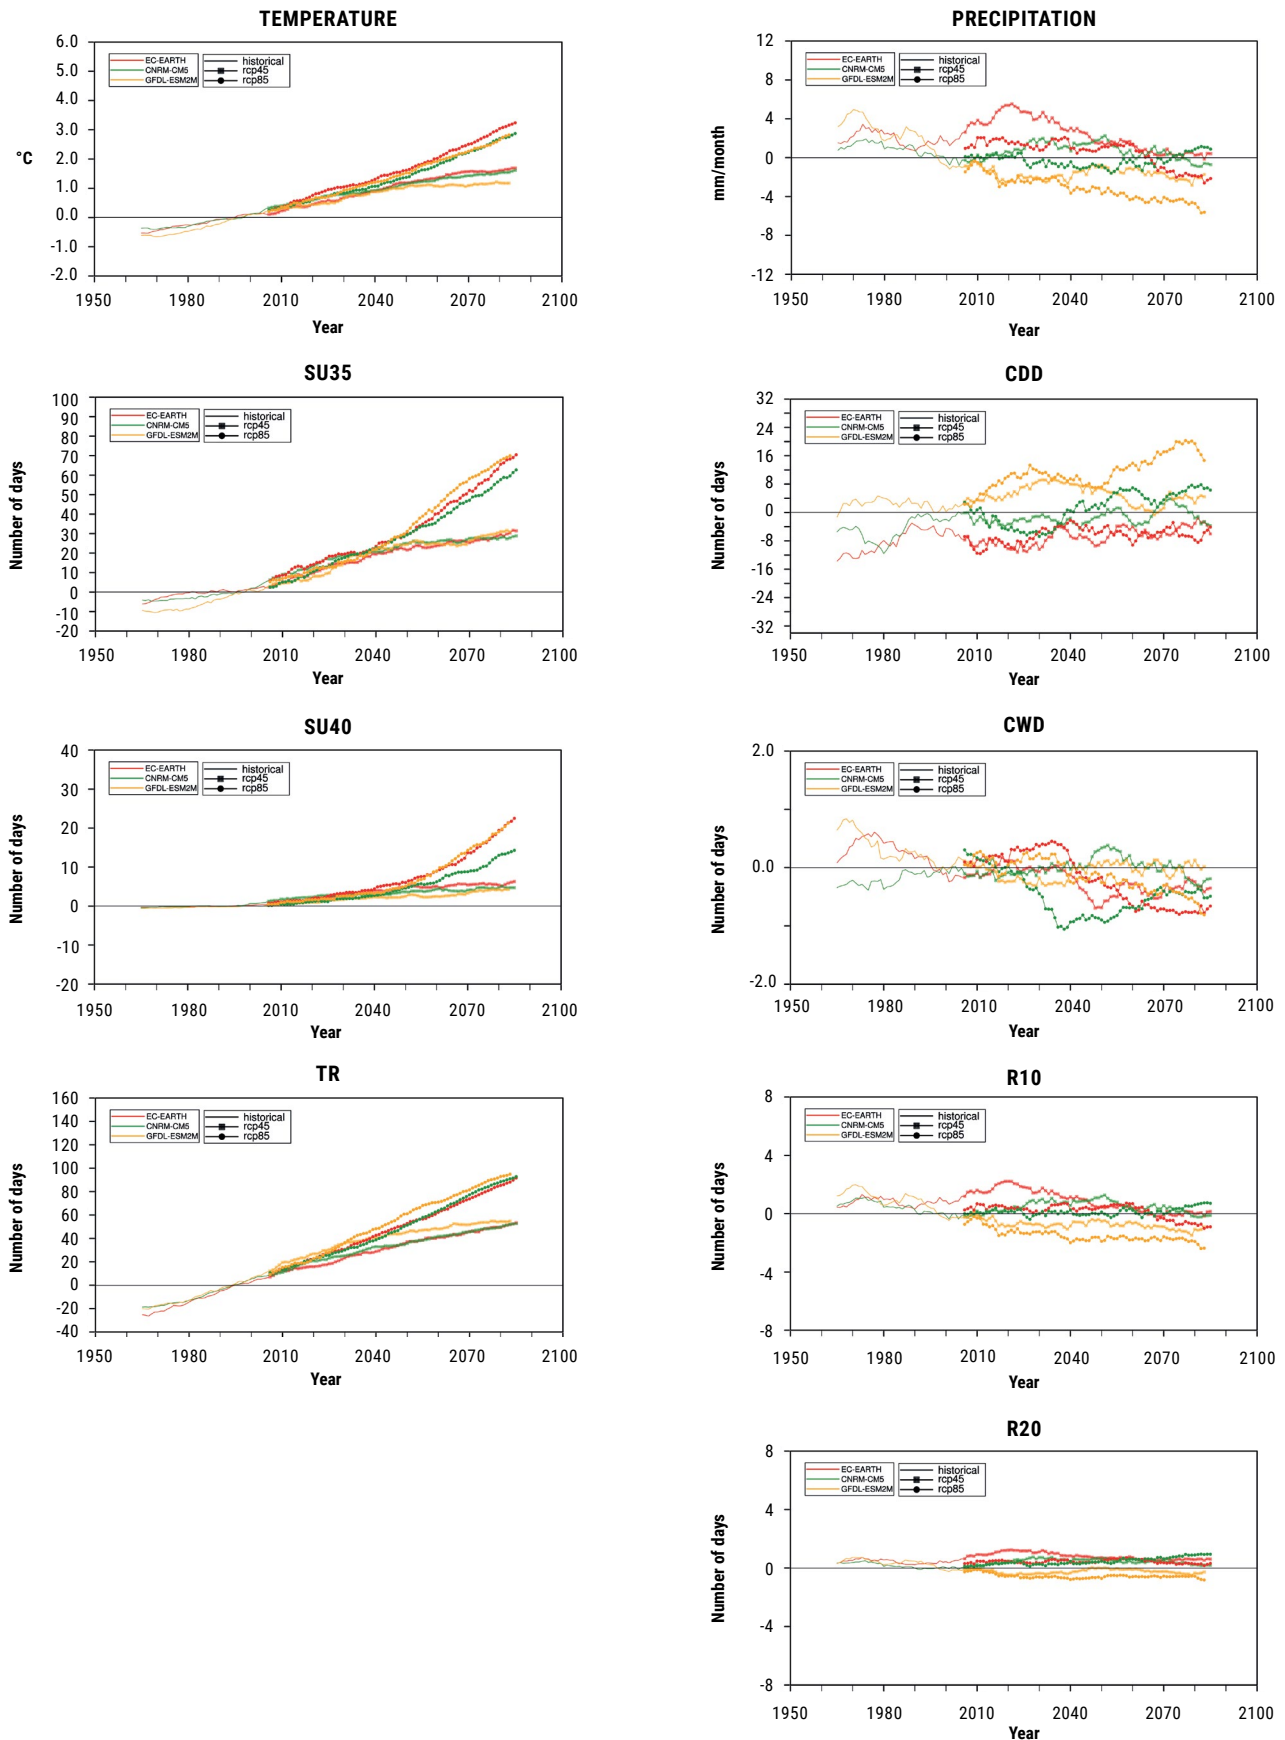 TEMPERATURE
6.0
5.0
4.0
3.0
2.0
1.0
0.0
-1.0
-2.0
°C
EC-EARTH
CNRM-CM5
GFDL-ESM2M
historical
rcp45
rcp85
1950 1980 2010 2040 2070 2100
Year
PRECIPITATION
12
8
4
0
-4
-8
-12
mm/month
EC-EARTH
CNRM-CM5
GFDL-ESM2M
historical
rcp45
rcp85
1950 1980 2010 2040 2070 2100
Year
SU35
100
90
80
70
60
50
40
30
20
10
0
-10
-20
Number of days
EC-EARTH
CNRM-CM5
GFDL-ESM2M
historical
rcp45
rcp85
1950 1980 2010 2040 2070 2100
Year
CDD
32
24
16
8
0
-8
-16
-24
-32
Number of days
EC-EARTH
CNRM-CM5
GFDL-ESM2M
historical
rcp45
rcp85
1950 1980 2010 2040 2070 2100
Year
SU40
40
30
20
10
0
-10
-20
Number of days
EC-EARTH
CNRM-CM5
GFDL-ESM2M
historical
rcp45
rcp85
1950 1980 2010 2040 2070 2100
Year
CWD
2.0
0.0
-2.0
Number of days
EC-EARTH
CNRM-CM5
GFDL-ESM2M
historical
rcp45
rcp85
1950 1980 2010 2040 2070 2100
Year
TR
160
140
120
100
80
60
40
20
0
-20
-40
Number of days
EC-EARTH
CNRM-CM5
GFDL-ESM2M
historical
rcp45
rcp85
1950 1980 2010 2040 2070 2100
Year
R10
8
4
0
-4
-8
Number of days
EC-EARTH
CNRM-CM5
GFDL-ESM2M
historical
rcp45
rcp85
1950 1980 2010 2040 2070 2100
Year
R20
8
4
0
-4
-8
Number of days
EC-EARTH
CNRM-CM5
GFDL-ESM2M
historical
rcp45
rcp85
1950 1980 2010 2040 2070 2100
Year